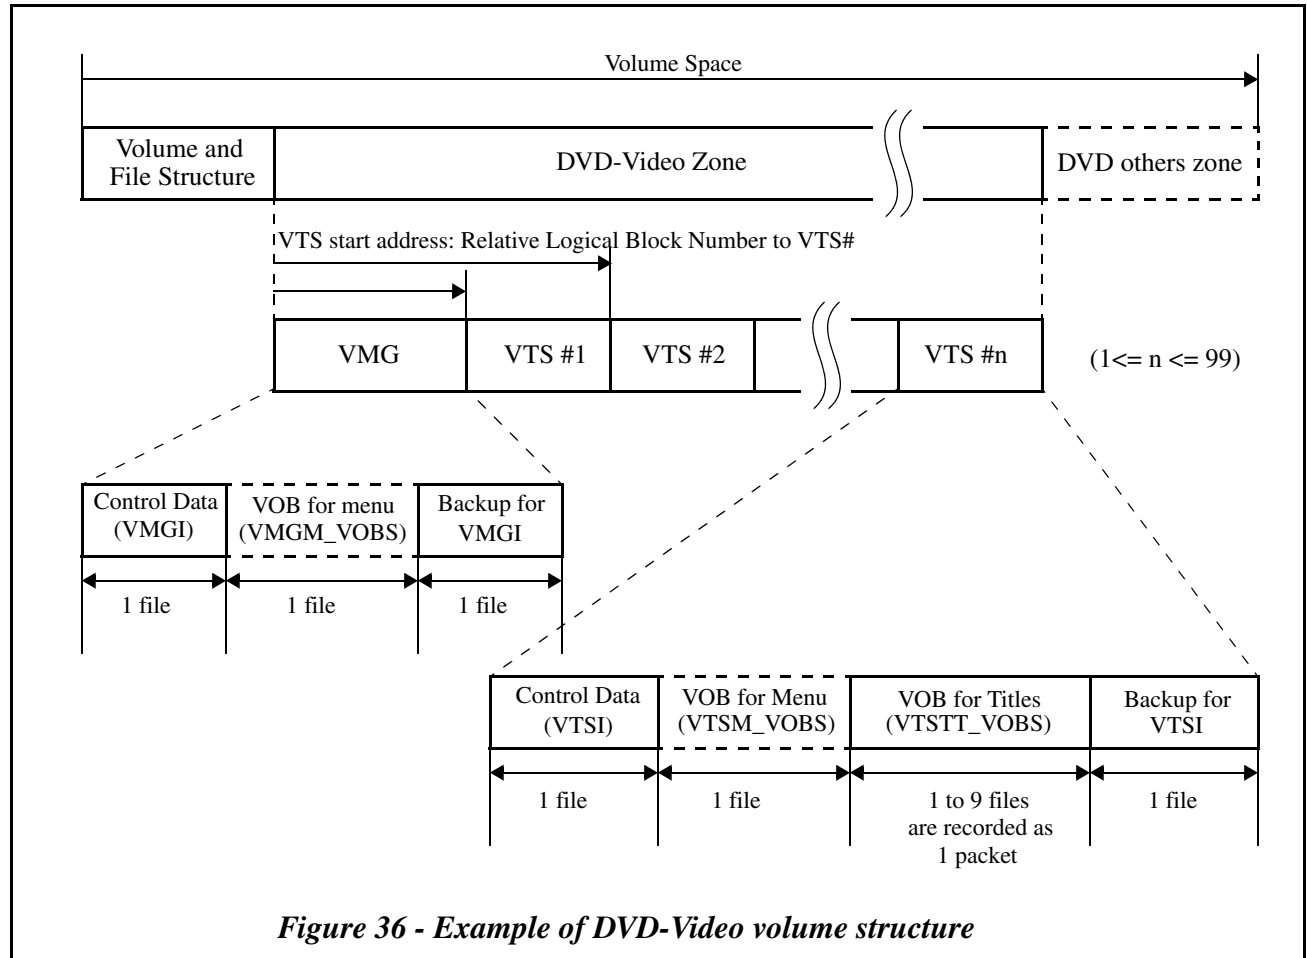 Volume Space
Volume and
File Structure
DVD-Video Zone
DVD others zone
VTS start address: Relative Logical Block Number to VTS#
VMG
VTS #1
VTS #2
VTS #n
(1<= n <= 99)
Control Data
(VMGI)
VOB for menu
(VMGM_VOBS)
Backup for
VMGI
1 file
1 file
1 file
Control Data
(VTSI)
VOB for Menu
(VTSM_VOBS)
VOB for Titles
(VTSTT_VOBS)
Backup for
VTSI
1 file
1 file
1 to 9 files
are recorded as
1 packet
1 file
Figure 36 - Example of DVD-Video volume structure